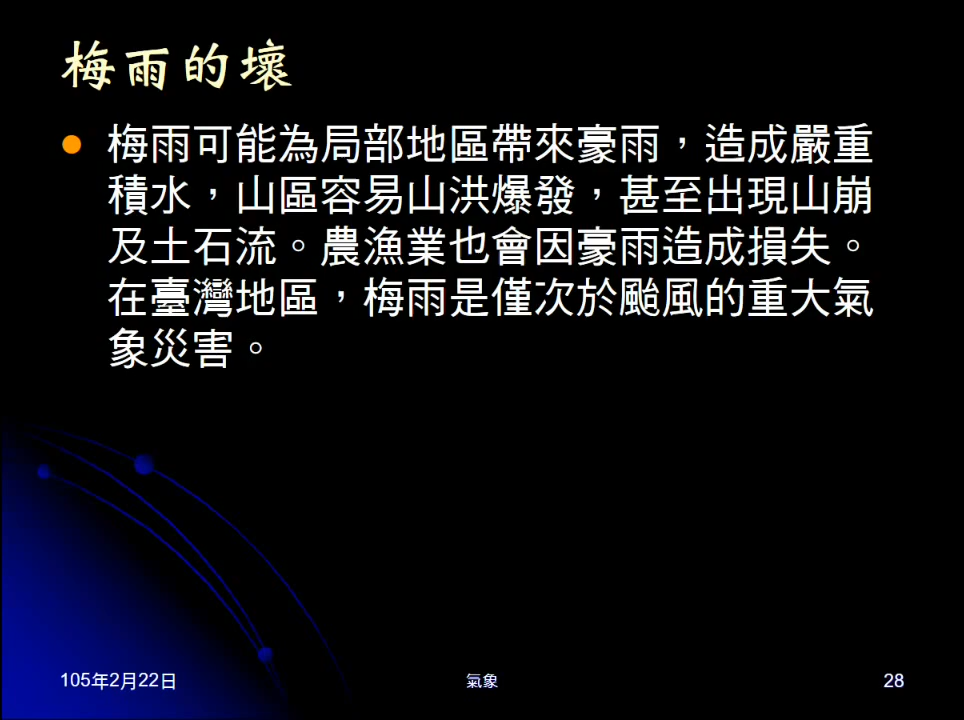 梅雨的壞
梅雨可能為局部地區帶來豪雨，造成嚴重
積水，山區容易山洪爆發，甚至出現山崩
及土石流。農漁業也會因豪雨造成損失。
在臺灣地區，梅雨是僅次於颱風的重大氣
象災害。
105年2月22日
氣象
28